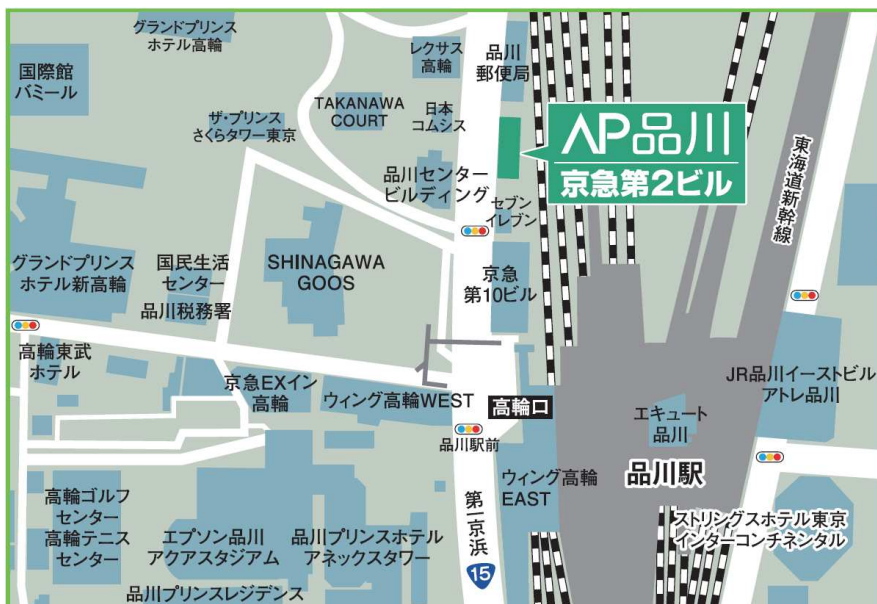 グランドプリンス
ホテル高輪
レクサス
高輪
品川
郵便局
国際館
パミール
ザ・プリンス
さくらタワー東京
TAKANAWA
COURT
日本
コムシス
AP品川
京急第2ビル
東海道新幹線
品川センター
ビルディング
セブン
イレブン
グランドプリンス
ホテル新高輪
国民生活
センター
品川税務署
SHINAGAWA
GOOS
京急
第10ビル
高輪東武
ホテル
京急EXイン
高輪
ウィング高輪WEST
高輪口
品川駅前
エキュート
品川
JR品川イーストビル
アトレ品川
ウィング高輪
EAST
品川駅
高輪ゴルフ
センター
高輪テニス
センター
エプソン品川
アクアスタジアム
品川プリンスホテル
アネックスタワー
品川プリンスレジデンス
第一京浜
15
ストリングスホテル東京
インターコンチネンタル